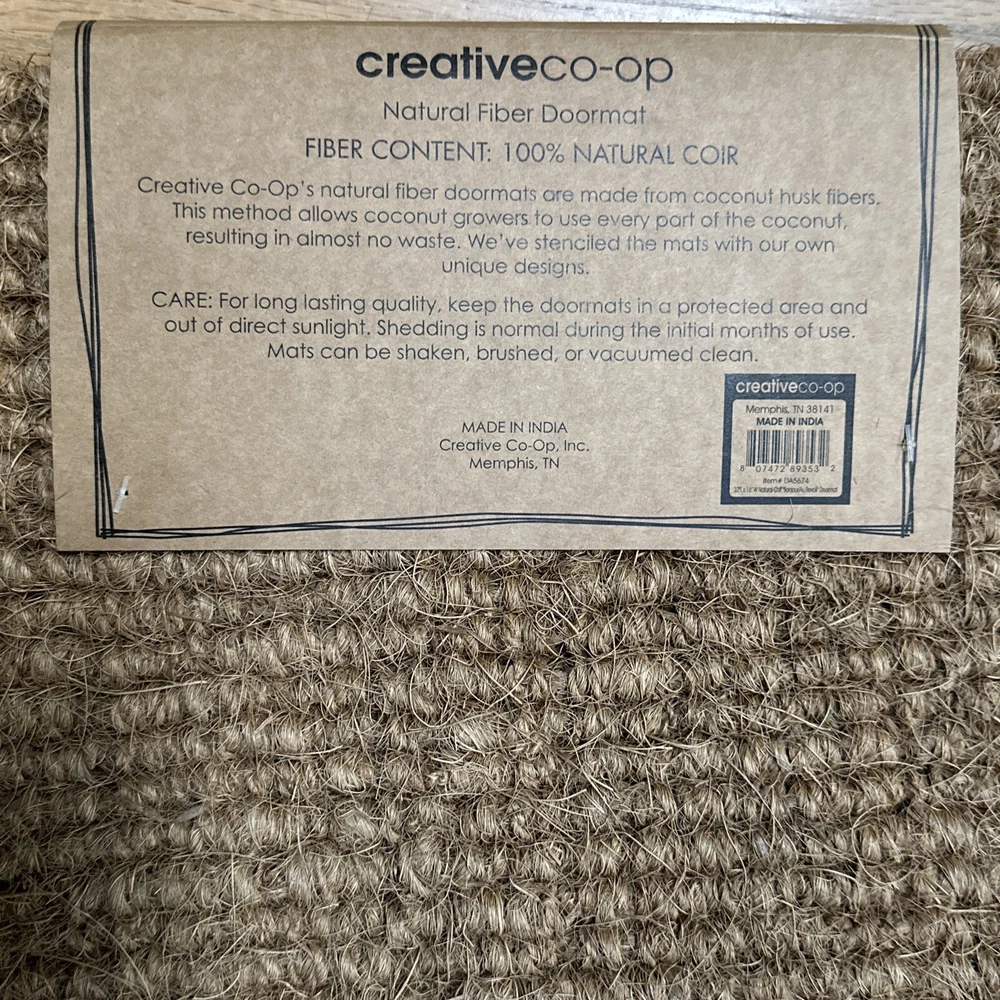 creativeco-op
Natural Fiber Doormat
FIBER CONTENT: 100% NATURAL COIR
Creative Co-Op's natural fiber doormats are made from coconut husk fibers.
This method allows coconut growers to use every part of the coconut,
resulting in almost no waste. We've stenciled the mats with our own
unique designs.
CARE: For long lasting quality, keep the doormats in a protected area and
out of direct sunlight. Shedding is normal during the initial months of use.
Mats can be shaken, brushed, or vacuumed clean.
MADE IN INDIA
Creative Co-Op, Inc.
Memphis, TN
creativeco-op
Memphis, TN 38141
MADE IN INDIA
8 07472 89353 2
Item# DA5674
Doormat